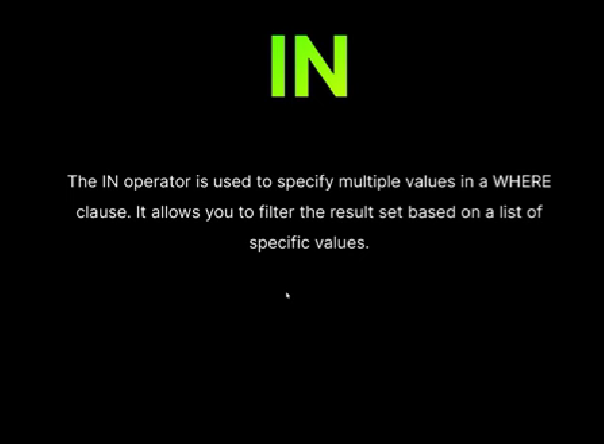 IN
The IN operator is used to specify multiple values in a WHERE
clause. It allows you to filter the result set based on a list of
specific values.